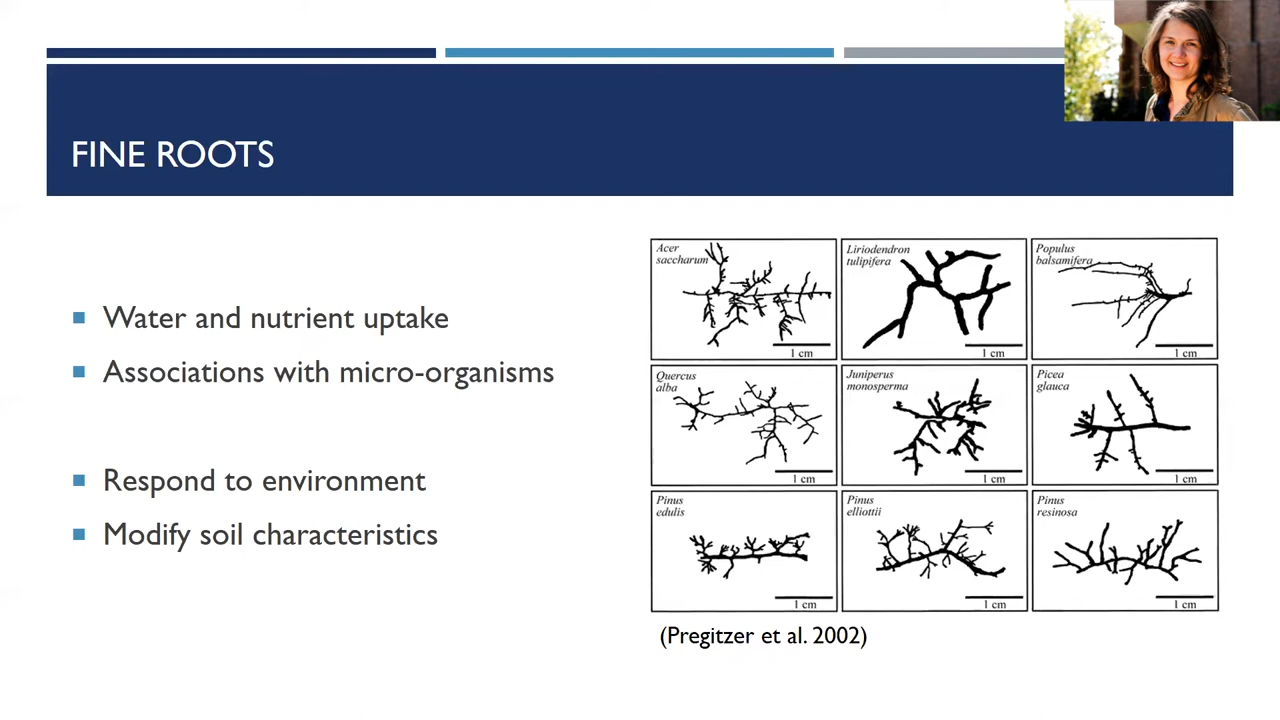 FINE ROOTS
Water and nutrient uptake
Associations with micro-organisms
Respond to environment
Modify soil characteristics
Acer
saccharum
1 cm
Liriodendron
tulipifera
1 cm
Populus
balsamifera
1 cm
Quercus
alba
1 cm
Juniperus
monosperma
1 cm
Picea
glauca
1 cm
Pinus
edulis
1 cm
Pinus
elliottii
1 cm
Pinus
resinosa
1 cm
(Pregitzer et al. 2002)